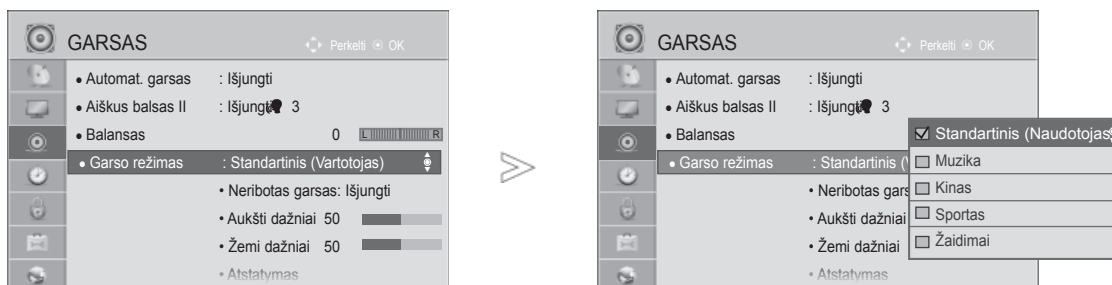 GARSAS Perkelti OK
• Automat. garsas : Išjungti
• Aiškus balsas II : Išjungti 3
• Balansas 0 L R
• Garso režimas : Standartinis (Vartotojas)
• Neribotas garsas: Išjungti
• Aukšti dažniai 50
• Žemi dažniai 50
• Atstatymas
GARSAS Perkelti OK
• Automat. garsas : Išjungti
• Aiškus balsas II : Išjungti 3
• Balansas
• Garso režimas : Standartinis (V
• Neribotas gars
• Aukšti dažniai
• Žemi dažniai
• Atstatymas
Standartinis (Naudotojas
Muzika
Kinas
Sportas
Žaidimai